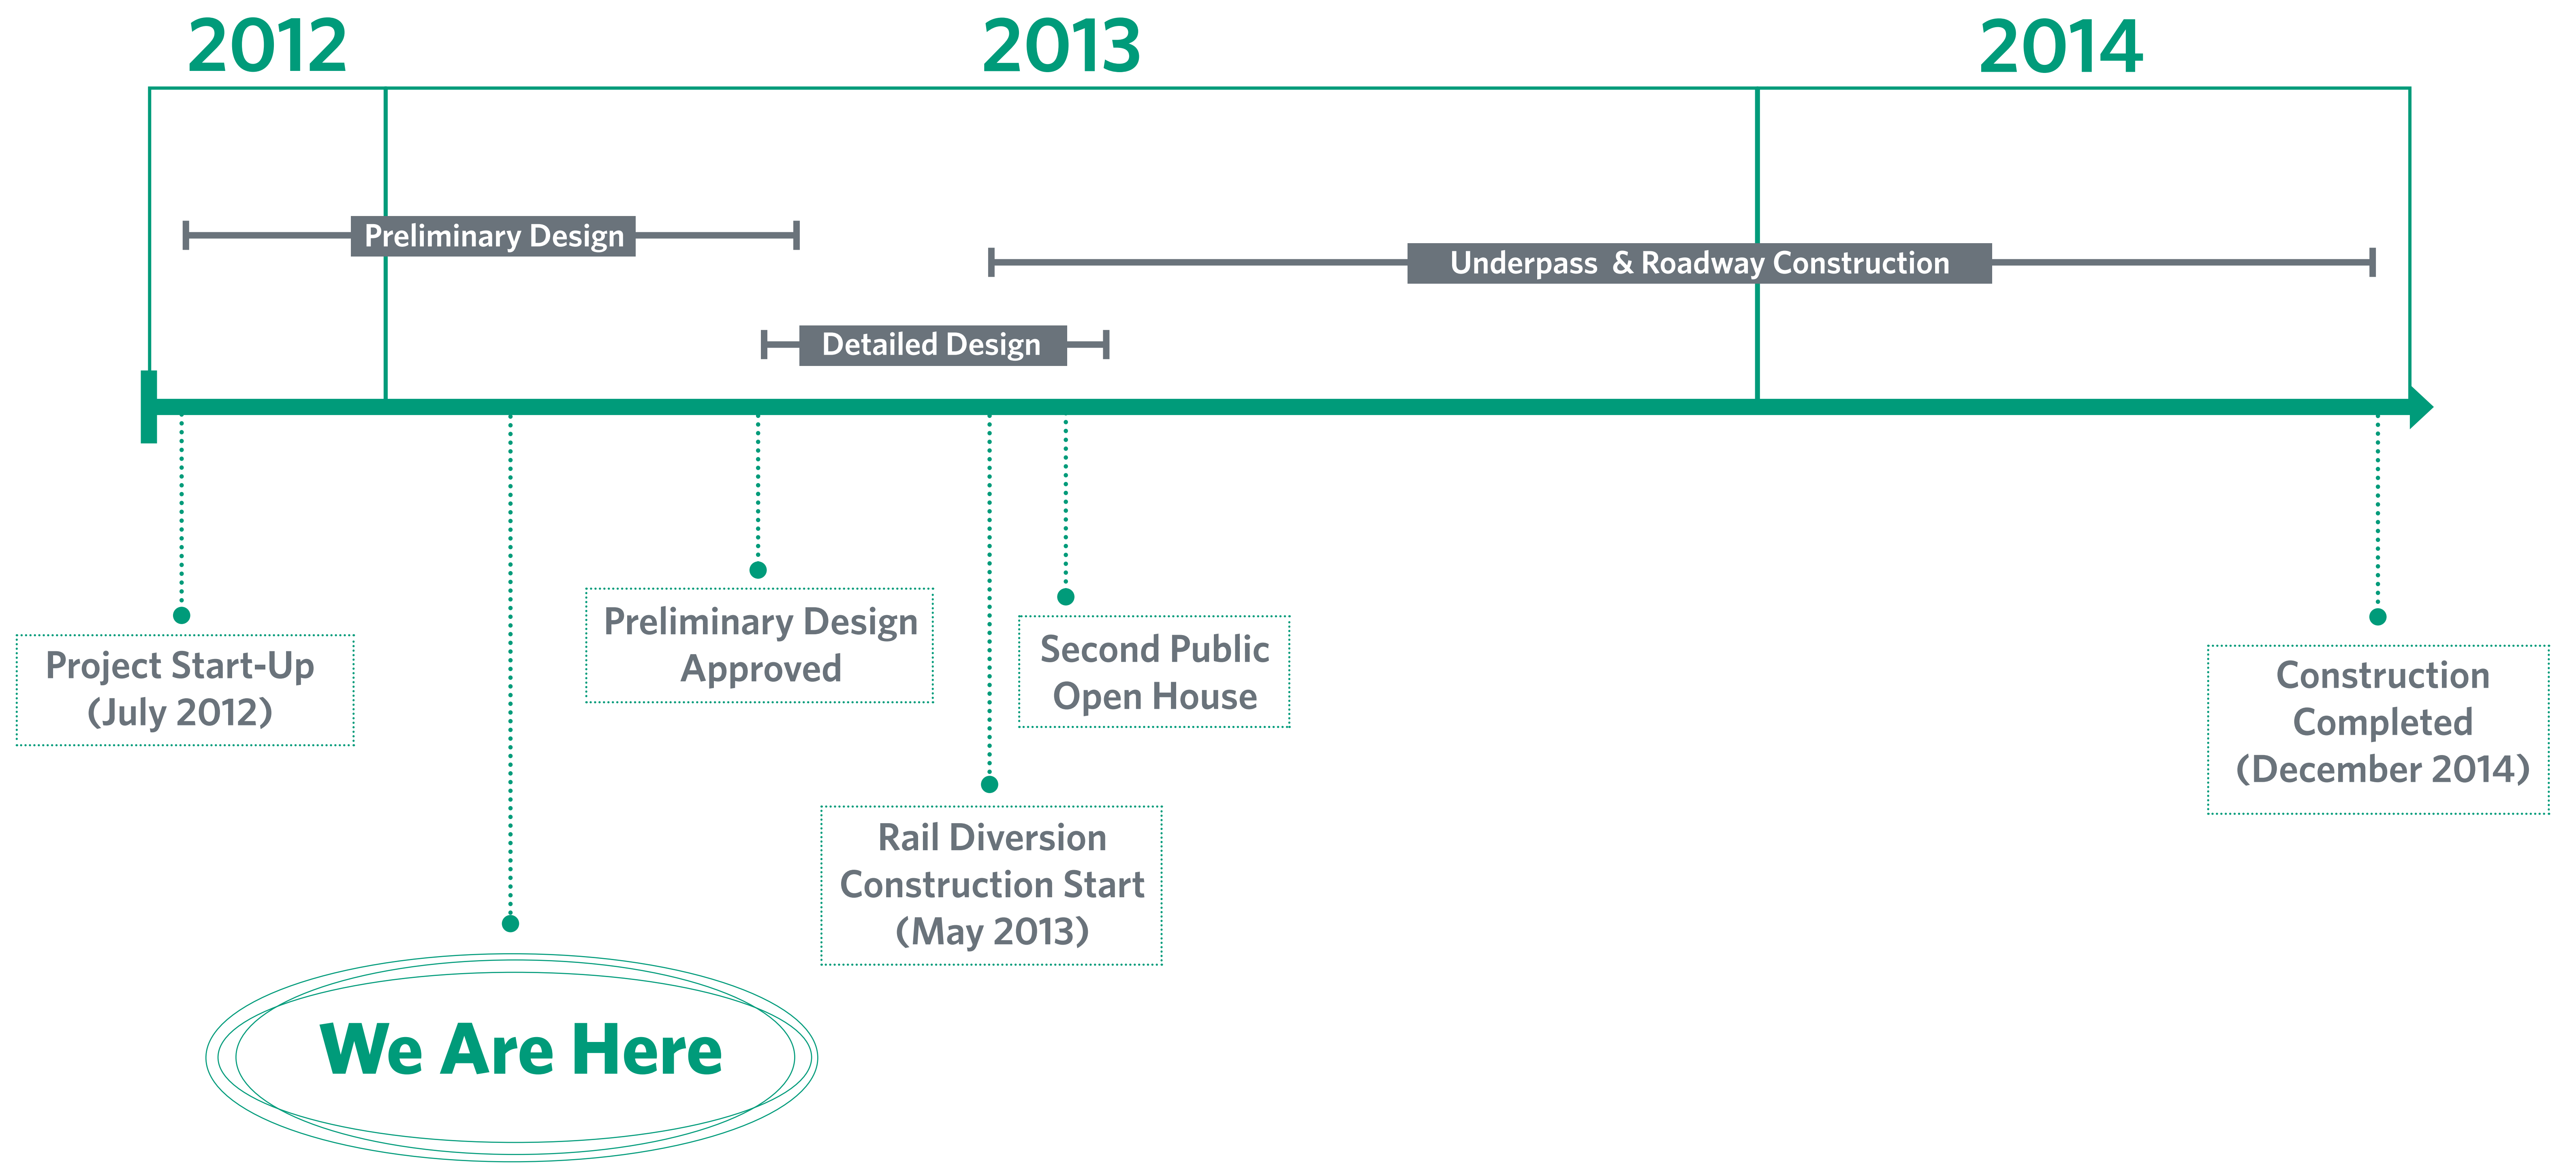 2012
2013
2014
Preliminary Design
Underpass & Roadway Construction
Detailed Design
Project Start-Up
(July 2012)
Preliminary Design
Approved
Second Public
Open House
Construction
Completed
(December 2014)
Rail Diversion
Construction Start
(May 2013)
We Are Here